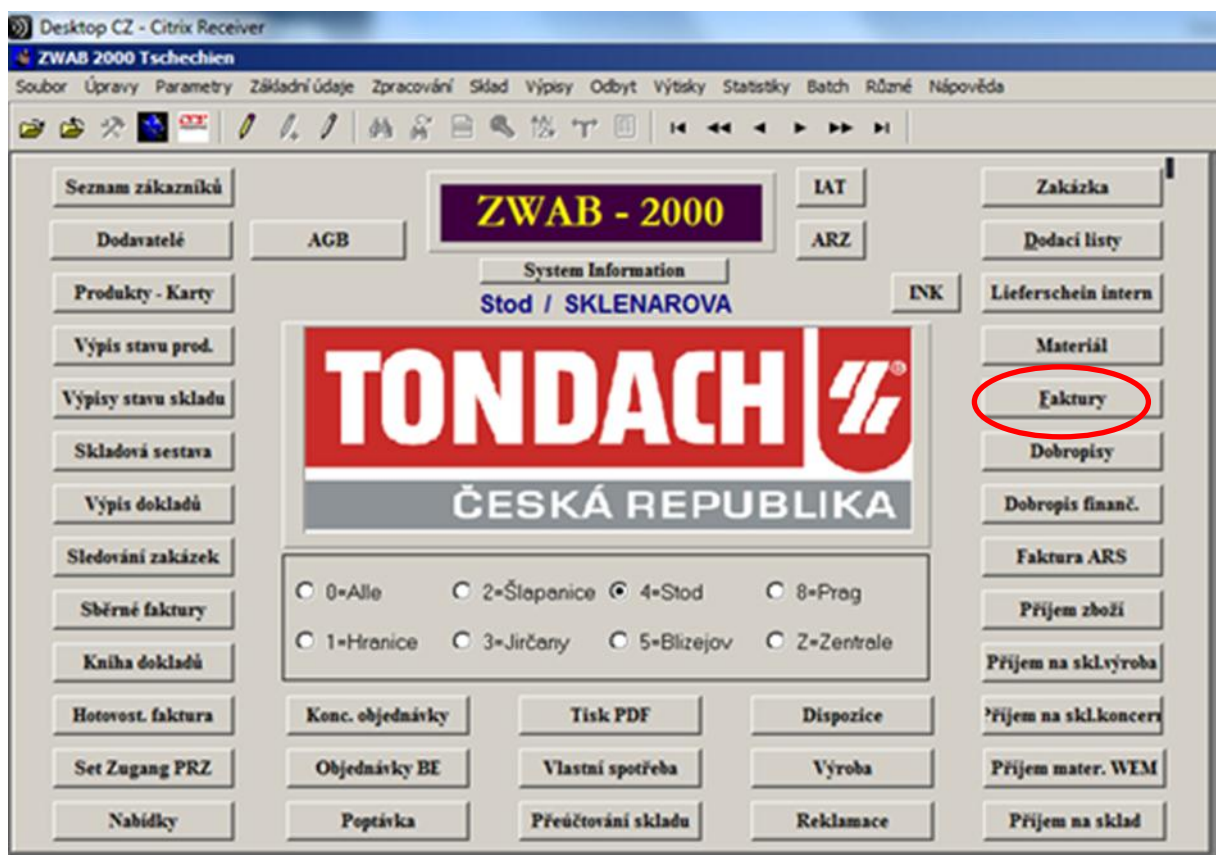 Desktop CZ - Citrix Receiver
ZWAB 2000 Tschechien
Soubor Úpravy Parametry Základní údaje Zpracování Sklad Výpisy Odbyt Výtisky Statistiky Batch Různé Nápověda
Seznam zákazníků
ZWAB - 2000
IAT
Zakázka
Dodavatelé
AGB
ARZ
Dodací listy
System Information
Produkty - Karty
Stod / SKLENAROVA
INK
Lieferschein intern
Výpis stavu prod.
Materiál
TONDACH
Výpisy stavu skladu
Faktury
Skladová sestava
Dobropisy
Výpis dokladů
ČESKÁ REPUBLIKA
Dobropis finanč.
Sledování zakázek
Faktura ARS
0=Alle 2=Šlapanice 4=Stod 8=Prag
Sběrné faktury
Příjem zboží
1=Hranice 3=Jirčany 5=Blizejov Z=Zentrale
Kniha dokladů
Příjem na skl.výroba
Hotovost. faktura
Konc. objednávky
Tisk PDF
Dispozice
Příjem na skl.koncern
Set Zugang PRZ
Objednávky BE
Vlastní spotřeba
Výroba
Příjem mater. WEM
Nabídky
Poptávka
Přeúčtování skladu
Reklamace
Příjem na sklad